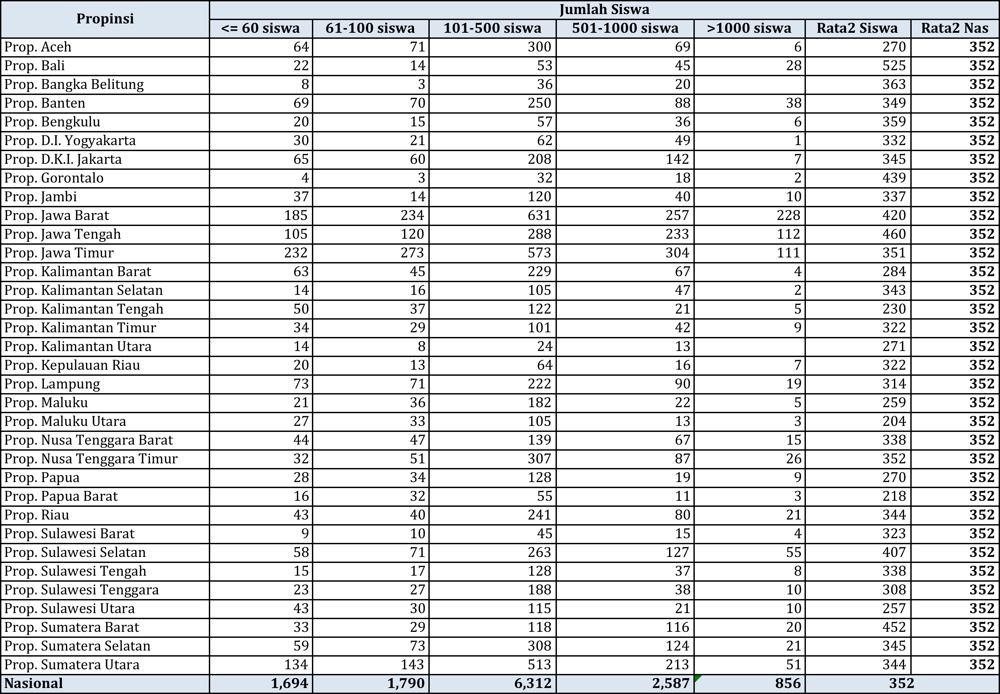 Propinsi Jumlah Siswa
<= 60 siswa 61-100 siswa 101-500 siswa 501-1000 siswa >1000 siswa Rata2 Siswa Rata2 Nas
Prop. Aceh 64 71 300 69 6 270 352
Prop. Bali 22 14 53 45 28 525 352
Prop. Bangka Belitung 8 3 36 20 363 352
Prop. Banten 69 70 250 88 38 349 352
Prop. Bengkulu 20 15 57 36 6 359 352
Prop. D.I. Yogyakarta 30 21 62 49 1 332 352
Prop. D.K.I. Jakarta 65 60 208 142 7 345 352
Prop. Gorontalo 4 3 32 18 2 439 352
Prop. Jambi 37 14 120 40 10 337 352
Prop. Jawa Barat 185 234 631 257 228 420 352
Prop. Jawa Tengah 105 120 288 233 112 460 352
Prop. Jawa Timur 232 273 573 304 111 351 352
Prop. Kalimantan Barat 63 45 229 67 4 284 352
Prop. Kalimantan Selatan 14 16 105 47 2 343 352
Prop. Kalimantan Tengah 50 37 122 21 5 230 352
Prop. Kalimantan Timur 34 29 101 42 9 322 352
Prop. Kalimantan Utara 14 8 24 13 271 352
Prop. Kepulauan Riau 20 13 64 16 7 322 352
Prop. Lampung 73 71 222 90 19 314 352
Prop. Maluku 21 36 182 22 5 259 352
Prop. Maluku Utara 27 33 105 13 3 204 352
Prop. Nusa Tenggara Barat 44 47 139 67 15 338 352
Prop. Nusa Tenggara Timur 32 51 307 87 26 352 352
Prop. Papua 28 34 128 19 9 270 352
Prop. Papua Barat 16 32 55 11 3 218 352
Prop. Riau 43 40 241 80 21 344 352
Prop. Sulawesi Barat 9 10 45 15 4 323 352
Prop. Sulawesi Selatan 58 71 263 127 55 407 352
Prop. Sulawesi Tengah 15 17 128 37 8 338 352
Prop. Sulawesi Tenggara 23 27 188 38 10 308 352
Prop. Sulawesi Utara 43 30 115 21 10 257 352
Prop. Sumatera Barat 33 29 118 116 20 452 352
Prop. Sumatera Selatan 59 73 308 124 21 345 352
Prop. Sumatera Utara 134 143 513 213 51 344 352
Nasional 1,694 1,790 6,312 2,587 856 352